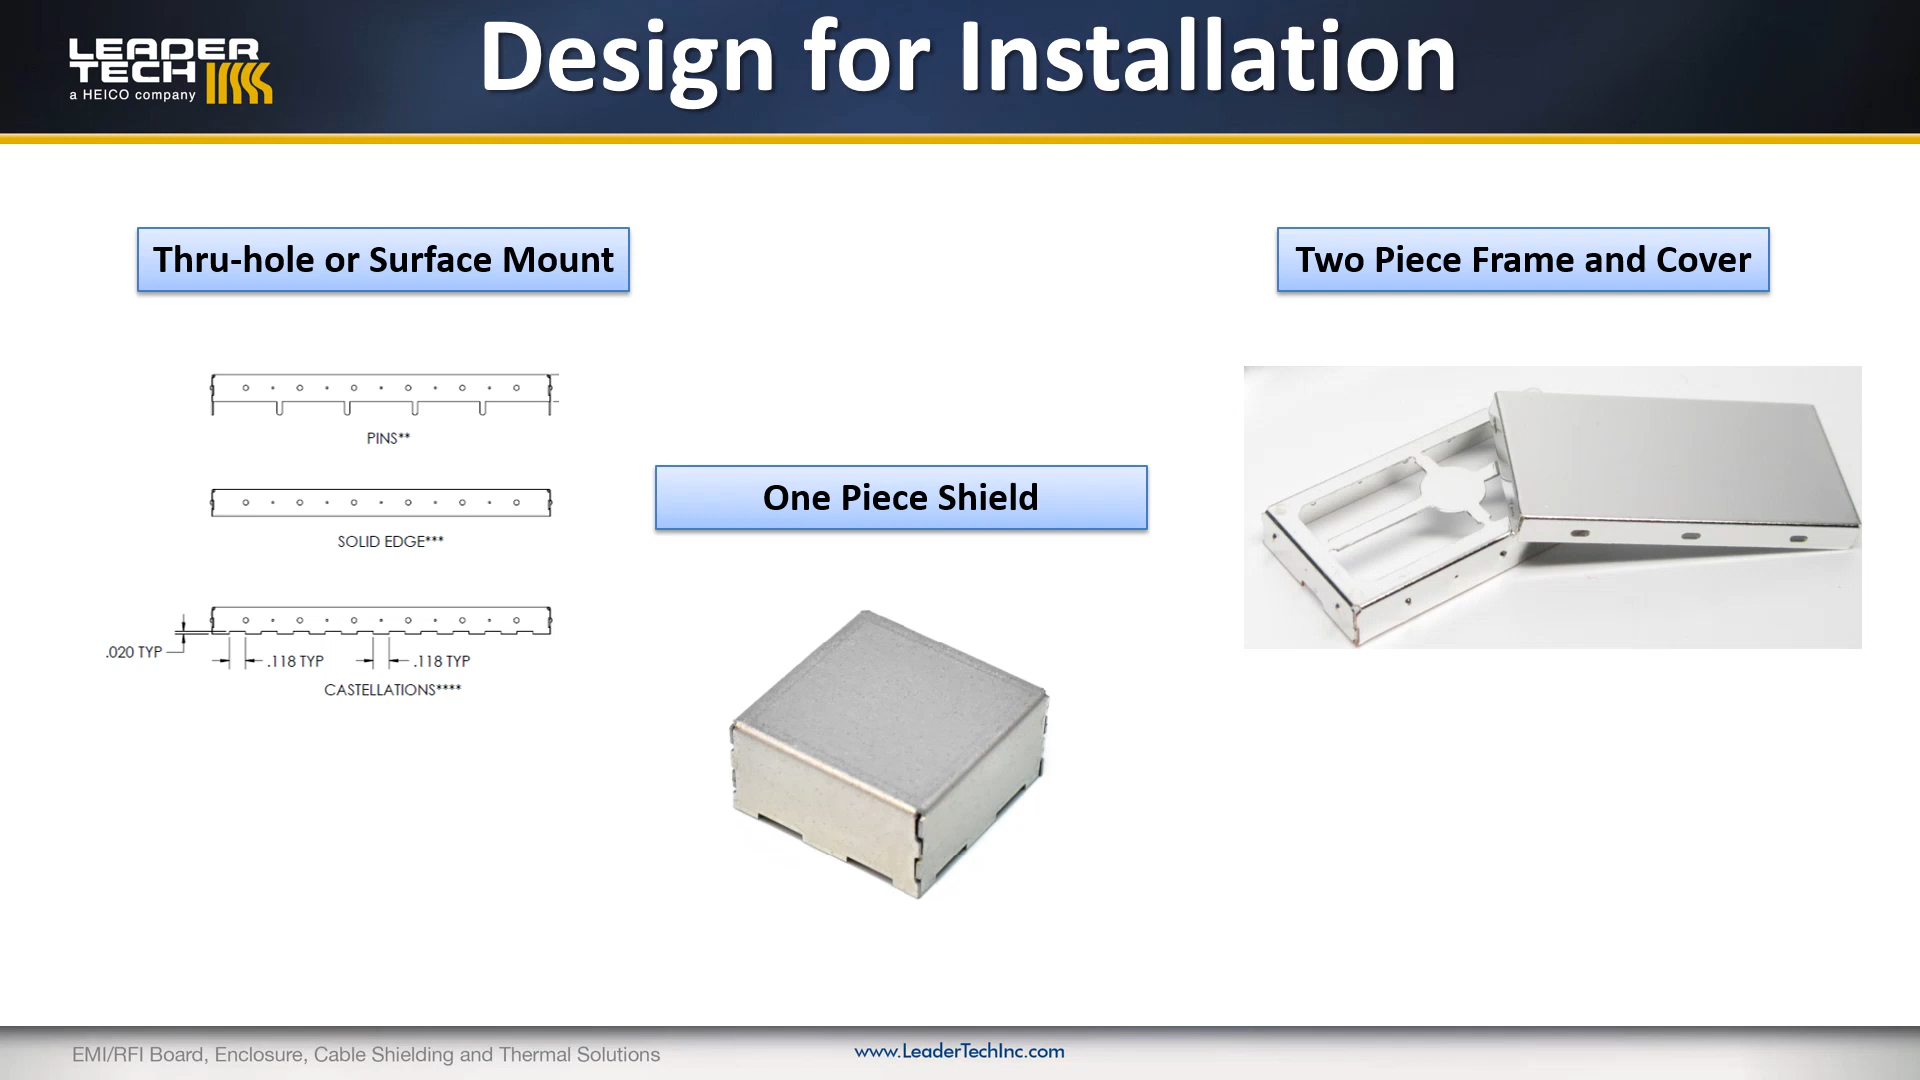 LEADER
TECH
a HEICO company
Design for Installation
Thru-hole or Surface Mount
PINS**
SOLID EDGE***
.020 TYP
.118 TYP
.118 TYP
CASTELLATIONS****
One Piece Shield
Two Piece Frame and Cover
EMI/RFI Board, Enclosure, Cable Shielding and Thermal Solutions
www.LeaderTechInc.com